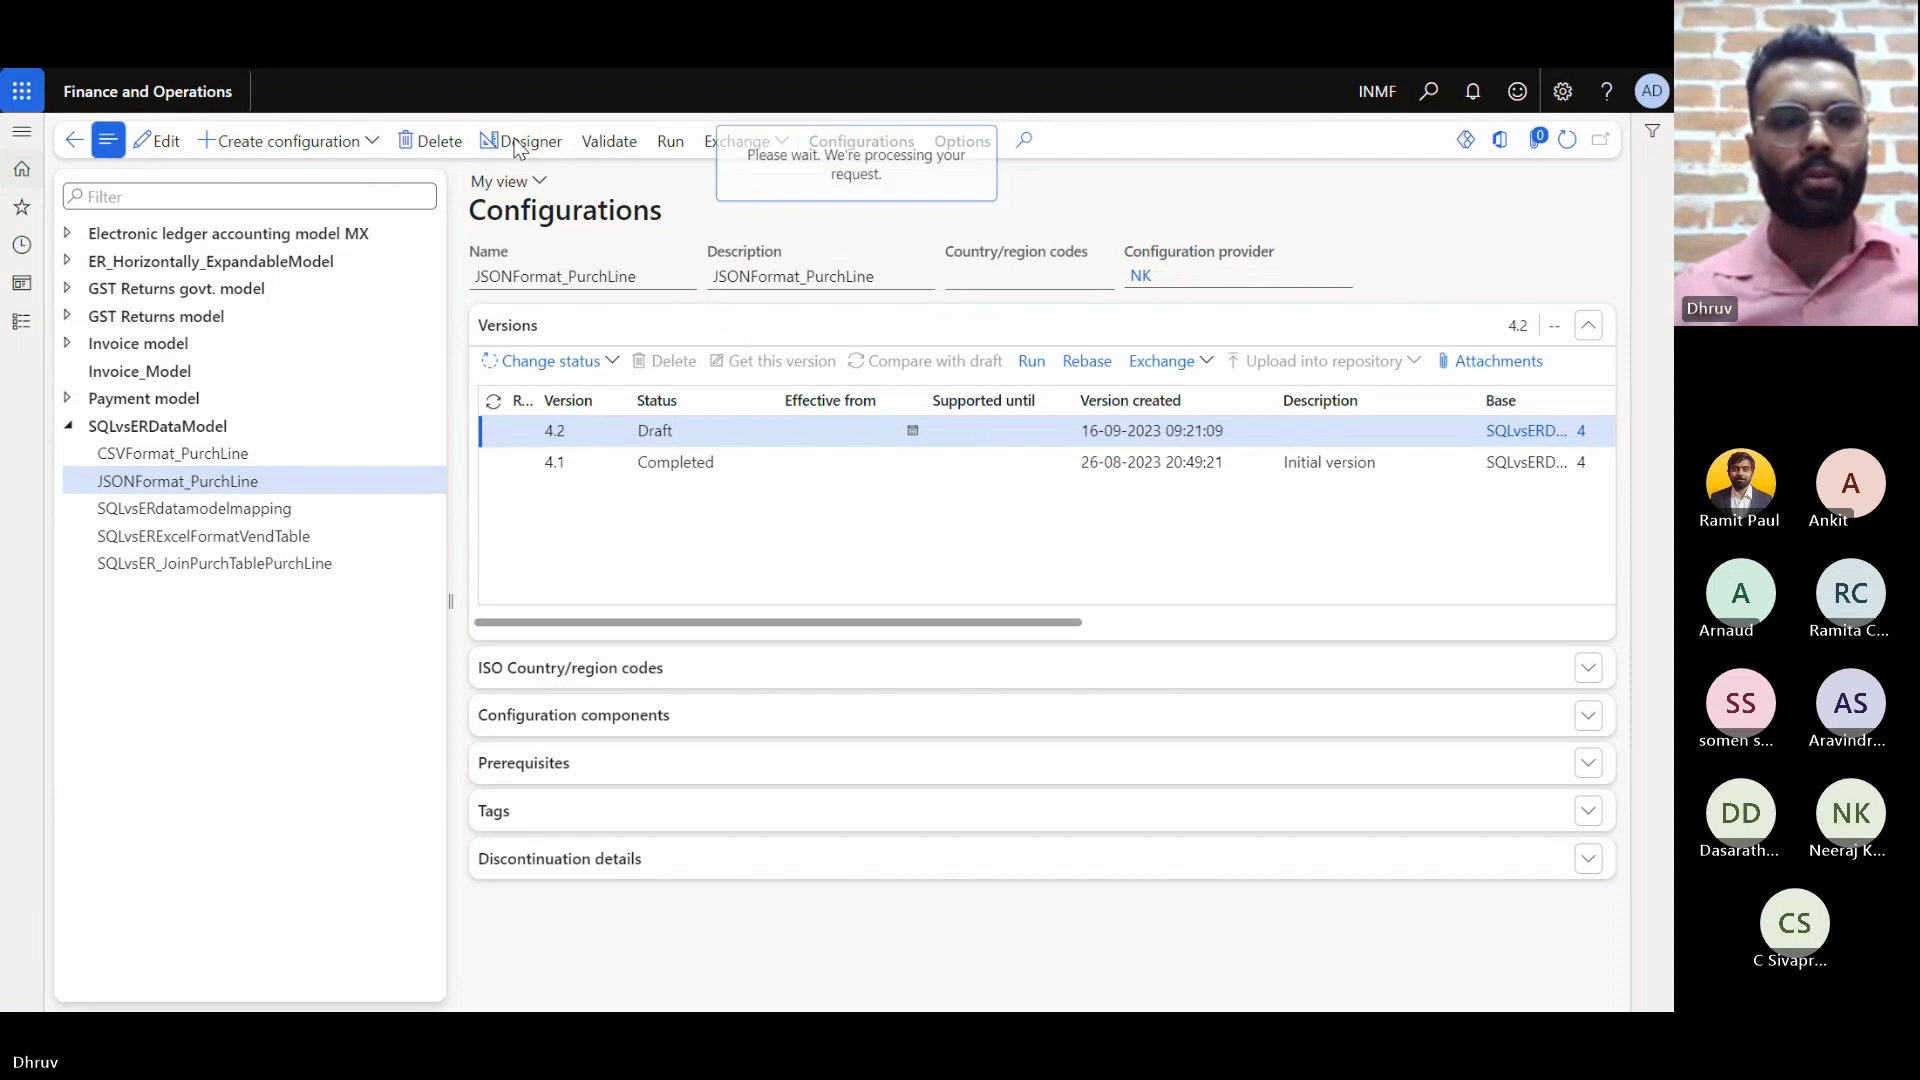 Finance and Operations
INMF
AD
Edit
Create configuration
Delete
Designer
Validate
Run
Exchange
Configurations
Options
0
Please wait. We're processing your
request.
Filter
Electronic ledger accounting model MX
ER_Horizontally_ExpandableModel
GST Returns govt. model
GST Returns model
Invoice model
Invoice_Model
Payment model
SQLvsERDataModel
CSVFormat_PurchLine
JSONFormat_PurchLine
SQLvsERdatamodelmapping
SQLvsERExcelFormatVendTable
SQLvsER_JoinPurchTablePurchLine
My view
Configurations
Name Description Country/region codes Configuration provider
JSONFormat_PurchLine JSONFormat_PurchLine NK
Versions 4.2 --
Change status Delete Get this version Compare with draft Run Rebase Exchange Upload into repository Attachments
R... Version Status Effective from Supported until Version created Description Base
4.2 Draft 16-09-2023 09:21:09 SQLvsERD... 4
4.1 Completed 26-08-2023 20:49:21 Initial version SQLvsERD... 4
ISO Country/region codes
Configuration components
Prerequisites
Tags
Discontinuation details
Dhruv
Ramit Paul
A
Ankit
A
Arnaud
RC
Ramita C...
SS
somen s...
AS
Aravindr...
DD
Dasarath...
NK
Neeraj K...
CS
C Sivapr...
Dhruv